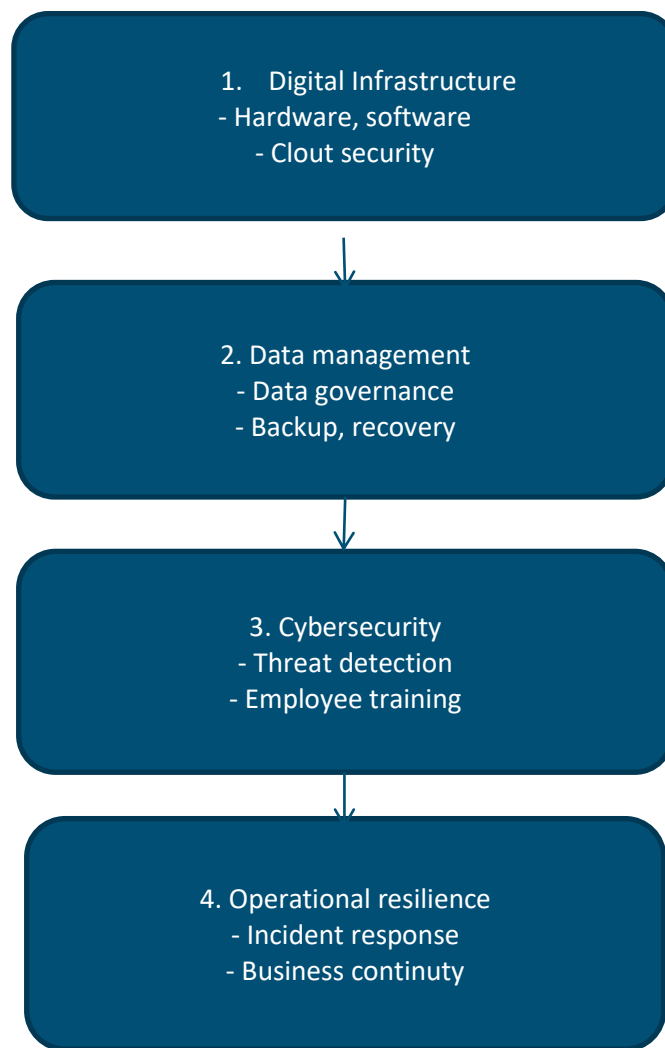 1. Digital Infrastructure
- Hardware, software
- Clout security
2. Data management
- Data governance
- Backup, recovery
3. Cybersecurity
- Threat detection
- Employee training
4. Operational resilience
- Incident response
- Business continuty